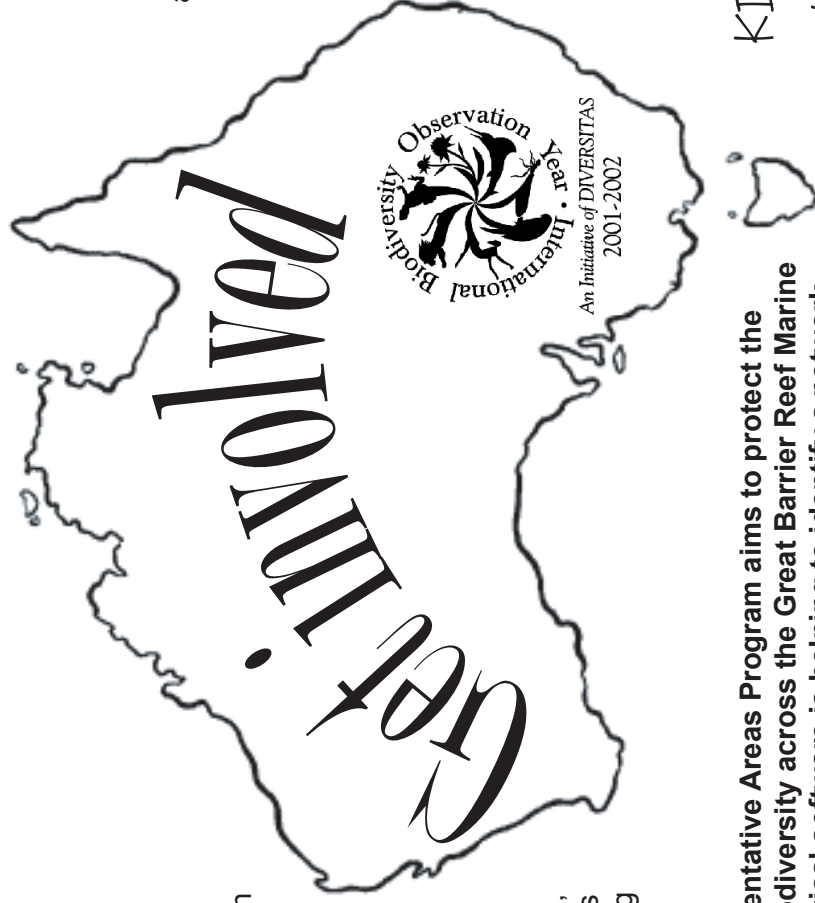 Get involved
International Biodiversity Observation Year •
An Initiative of DIVERSITAS
2001-2002
entative Areas Program aims to protect the
diversity across the Great Barrier Reef Marine